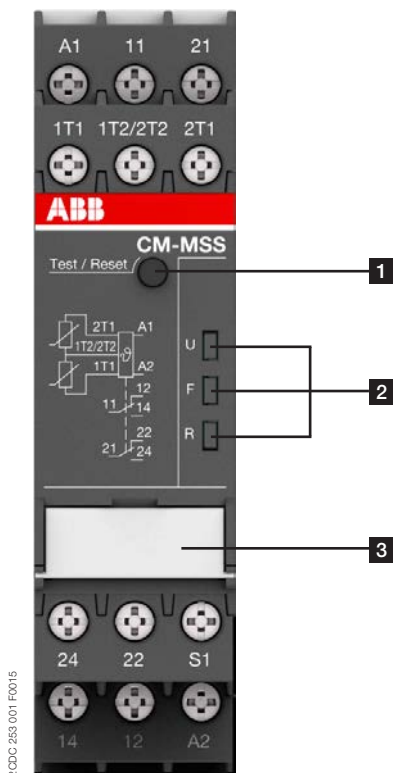 A1 11 21
1T1 1T2/2T2 2T1
ABB
CM-MSS
Test / Reset
1
2T1 A1
1T2/2T2
1T1 A2
12
11 14
22
21 24
U
F
R
2
3
24 22 S1
14 12 A2
2CDC 253 001 F0015